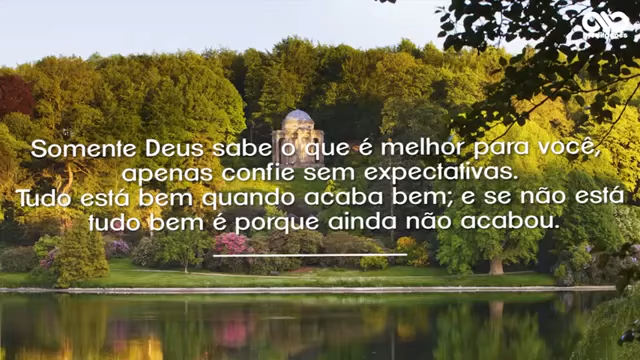 Somente Deus sabe o que é melhor para você,
apenas confie sem expectativas.
Tudo está bem quando acaba bem; e se não está
tudo bem é porque ainda não acabou.